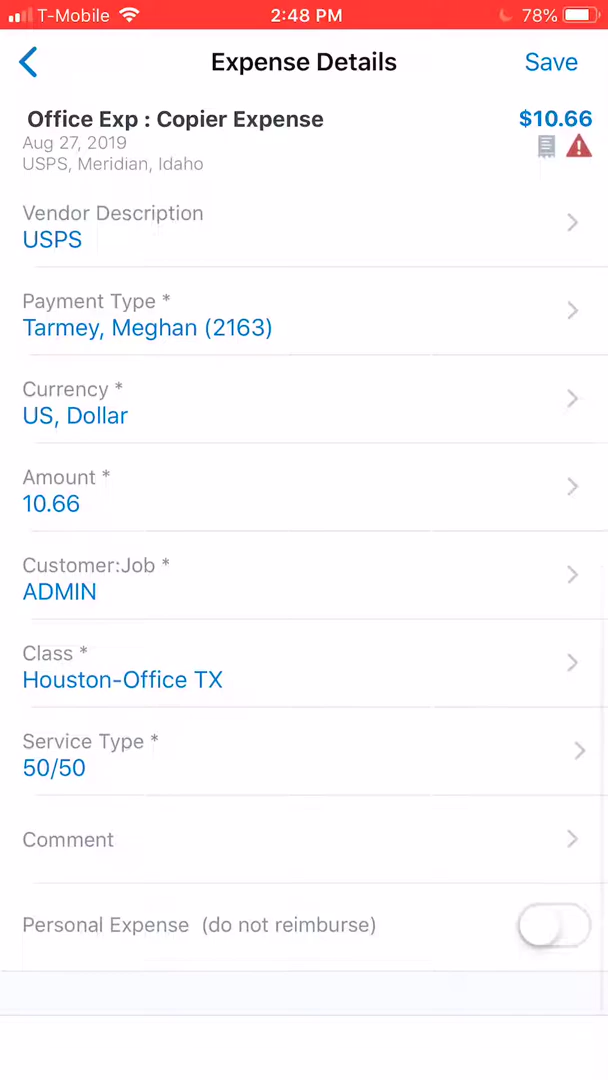 T-Mobile 2:48 PM 78%
Expense Details Save
Office Exp : Copier Expense $10.66
Aug 27, 2019
USPS, Meridian, Idaho
Vendor Description
USPS
Payment Type *
Tarmey, Meghan (2163)
Currency *
US, Dollar
Amount *
10.66
Customer:Job *
ADMIN
Class *
Houston-Office TX
Service Type *
50/50
Comment
Personal Expense (do not reimburse)